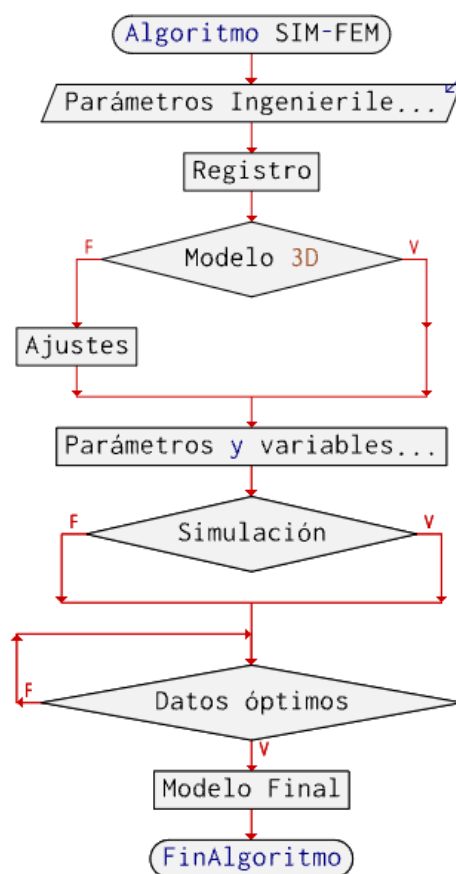 Algoritmo SIM-FEM
Parámetros Ingenierile...
Registro
F
V
Modelo 3D
Ajustes
Parámetros y variables...
F
V
Simulación
F
Datos óptimos
V
Modelo Final
FinAlgoritmo